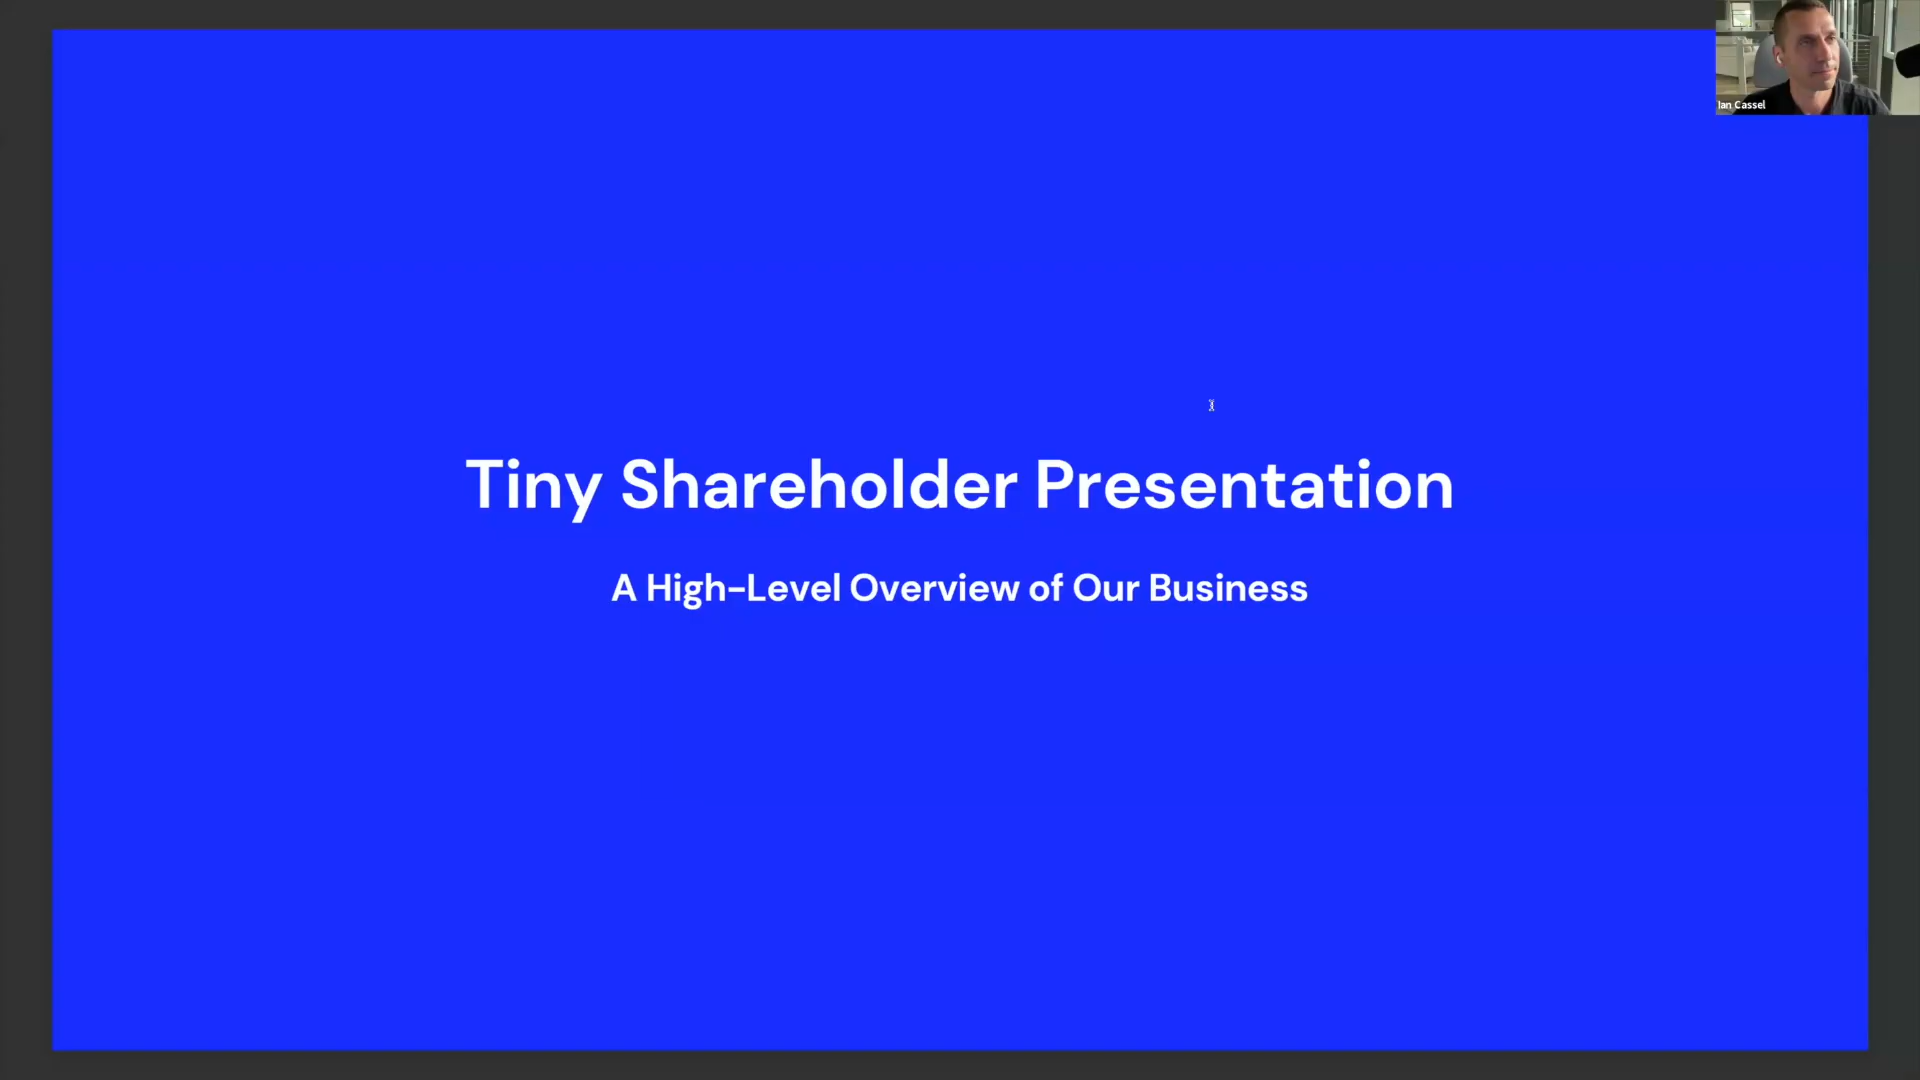 Ian Cassel
Tiny Shareholder Presentation
A High-Level Overview of Our Business